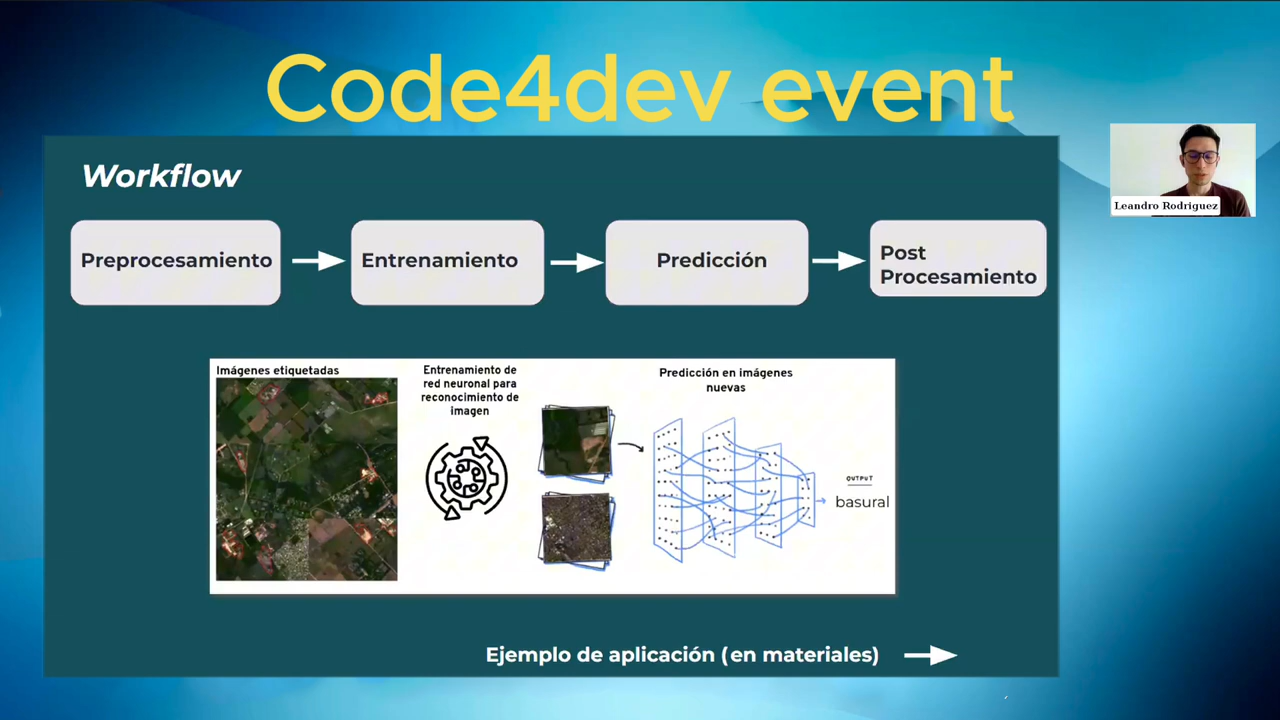 Code4dev event
Workflow
Preprocesamiento
Entrenamiento
Predicción
Post
Procesamiento
Leandro Rodriguez
Imágenes etiquetadas
Entrenamiento de
red neuronal para
reconocimiento de
imagen
Predicción en imágenes
nuevas
OUTPUT
basural
Ejemplo de aplicación (en materiales)